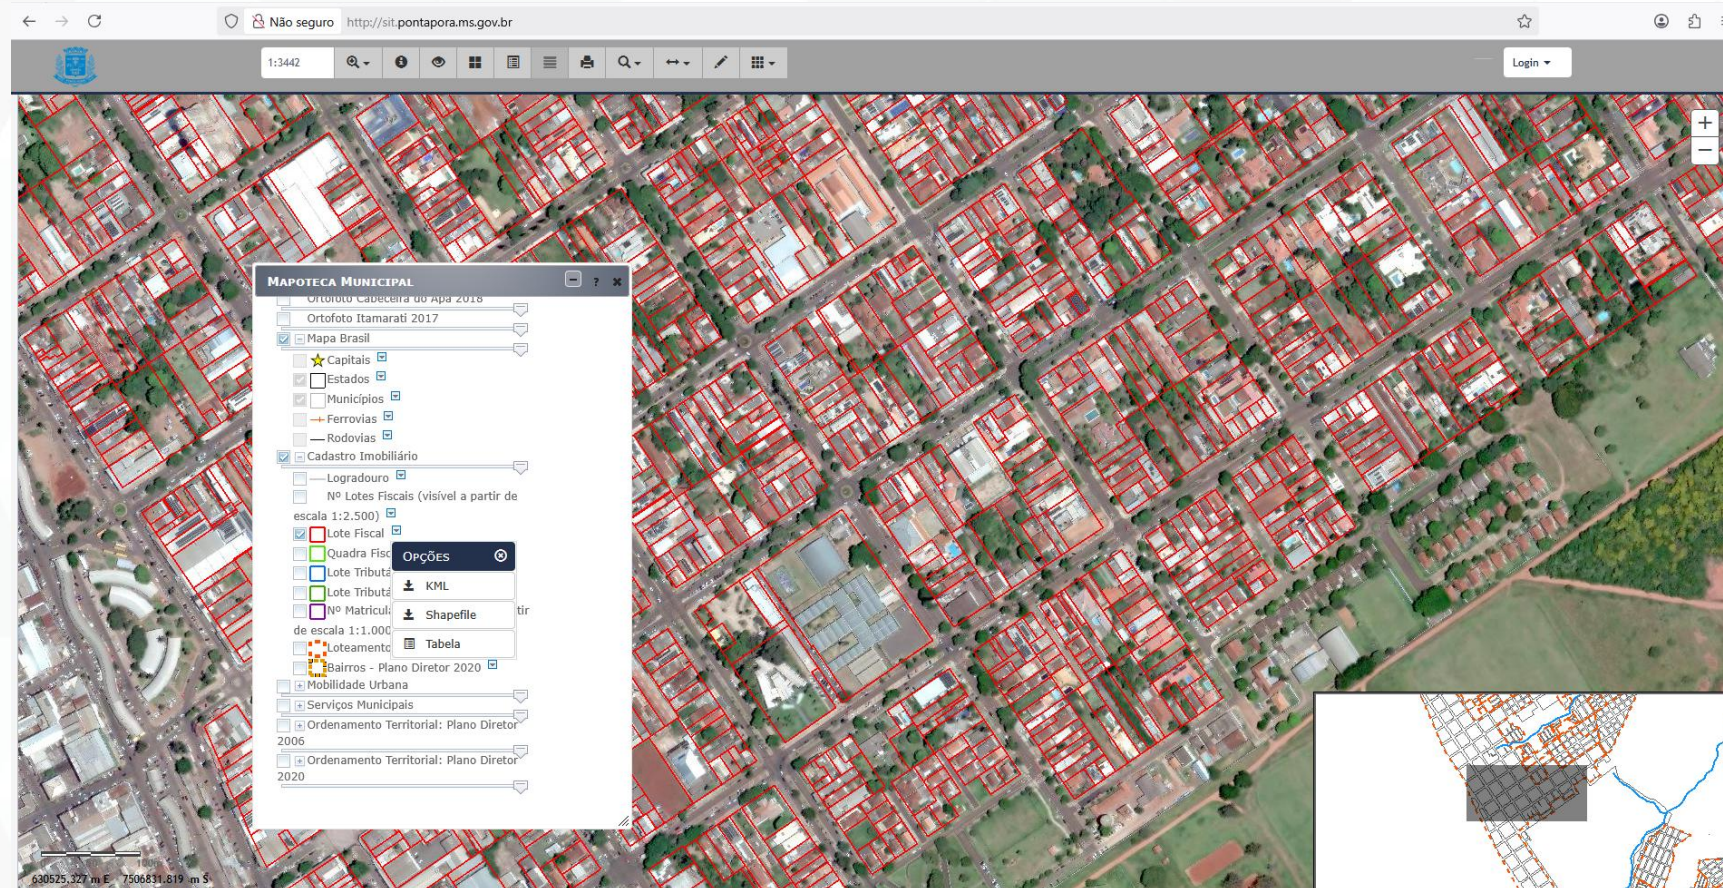 Não seguro http://sit.pontapora.ms.gov.br
1:3442
Login
+
−
MAPOTECA MUNICIPAL
?
Ortofoto Cabeceira do Apa 2018
Ortofoto Itamarati 2017
Mapa Brasil
Capitais
Estados
Municípios
Ferrovias
Rodovias
Cadastro Imobiliário
Logradouro
Nº Lotes Fiscais (visível a partir de
escala 1:2.500)
Lote Fiscal
Quadra Fisc
Lote Tributá
Lote Tributá
Nº Matricul tir
de escala 1:1.000
Loteamento
Bairros - Plano Diretor 2020
OPÇÕES
KML
Shapefile
Tabela
Mobilidade Urbana
Serviços Municipais
Ordenamento Territorial: Plano Diretor
2006
Ordenamento Territorial: Plano Diretor
2020
630525.327 m E 7506831.819 m S